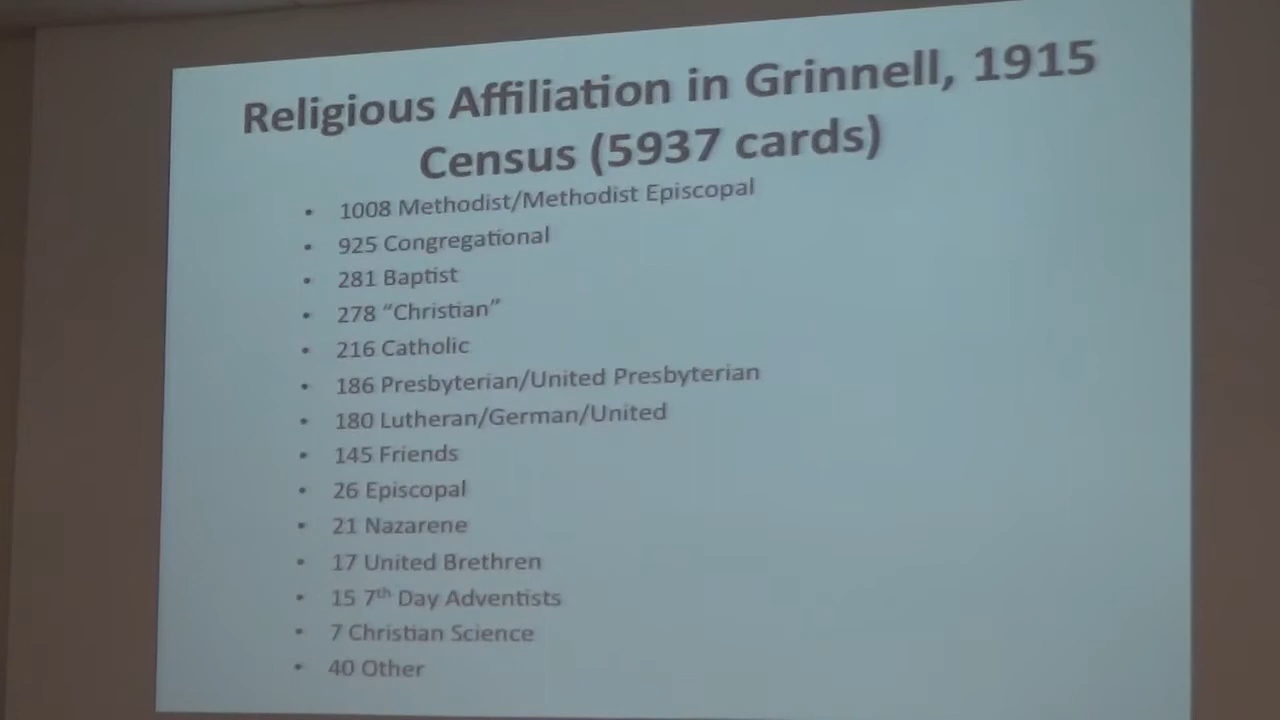 Religious Affiliation in Grinnell, 1915
Census (5937 cards)
• 1008 Methodist/Methodist Episcopal
• 925 Congregational
• 281 Baptist
• 278 “Christian”
• 216 Catholic
• 186 Presbyterian/United Presbyterian
• 180 Lutheran/German/United
• 145 Friends
• 26 Episcopal
• 21 Nazarene
• 17 United Brethren
• 15 7th Day Adventists
• 7 Christian Science
• 40 Other